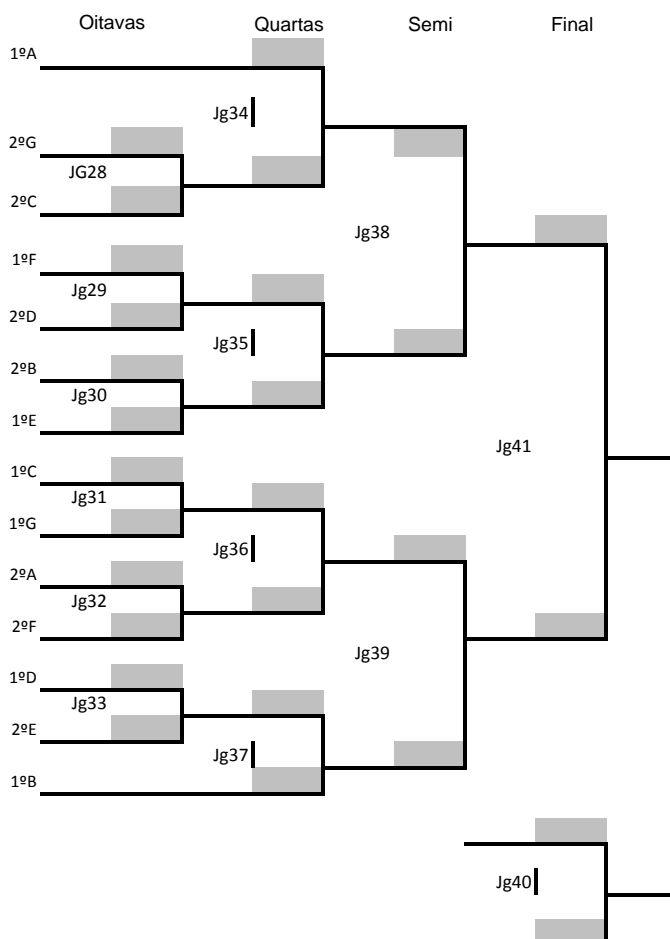 Oitavas Quartas Semi Final
1ºA
Jg34
2ºG
JG28
2ºC
Jg38
1ºF
Jg29
2ºD
Jg35
2ºB
Jg30
1ºE
Jg41
1ºC
Jg31
1ºG
Jg36
2ºA
Jg32
2ºF
Jg39
1ºD
Jg33
2ºE
Jg37
1ºB
Jg40